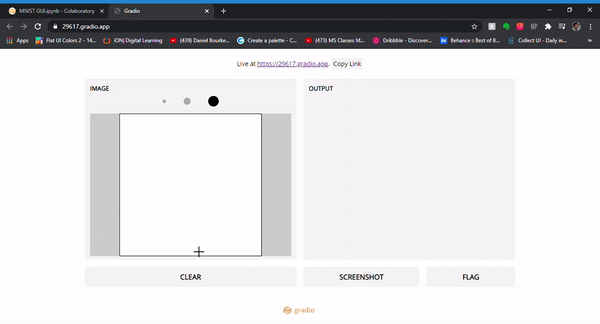 MNIST GUI.ipynb - Colaboratory
Gradio
29617.gradio.app
Apps
Flat UI Colors 2 - 14...
iON| Digital Learning
(439) Daniel Bourke...
Create a palette - C...
(473) MS Classes M...
Dribbble - Discover...
Behance :: Best of B...
Collect UI - Daily in...
Live at https://29617.gradio.app. Copy Link
IMAGE
OUTPUT
CLEAR
SCREENSHOT
FLAG
gradio